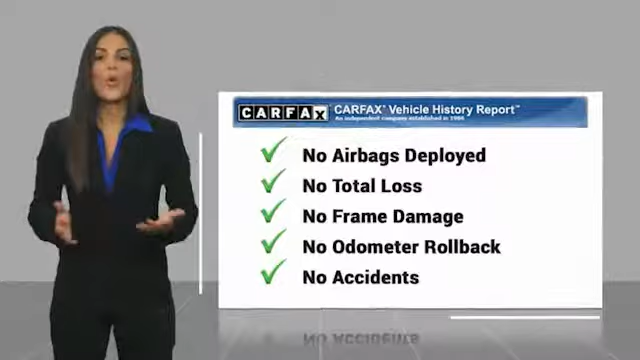 CARFAX CARFAX Vehicle History Report™
An independent company established in 1986
No Airbags Deployed
No Total Loss
No Frame Damage
No Odometer Rollback
No Accidents